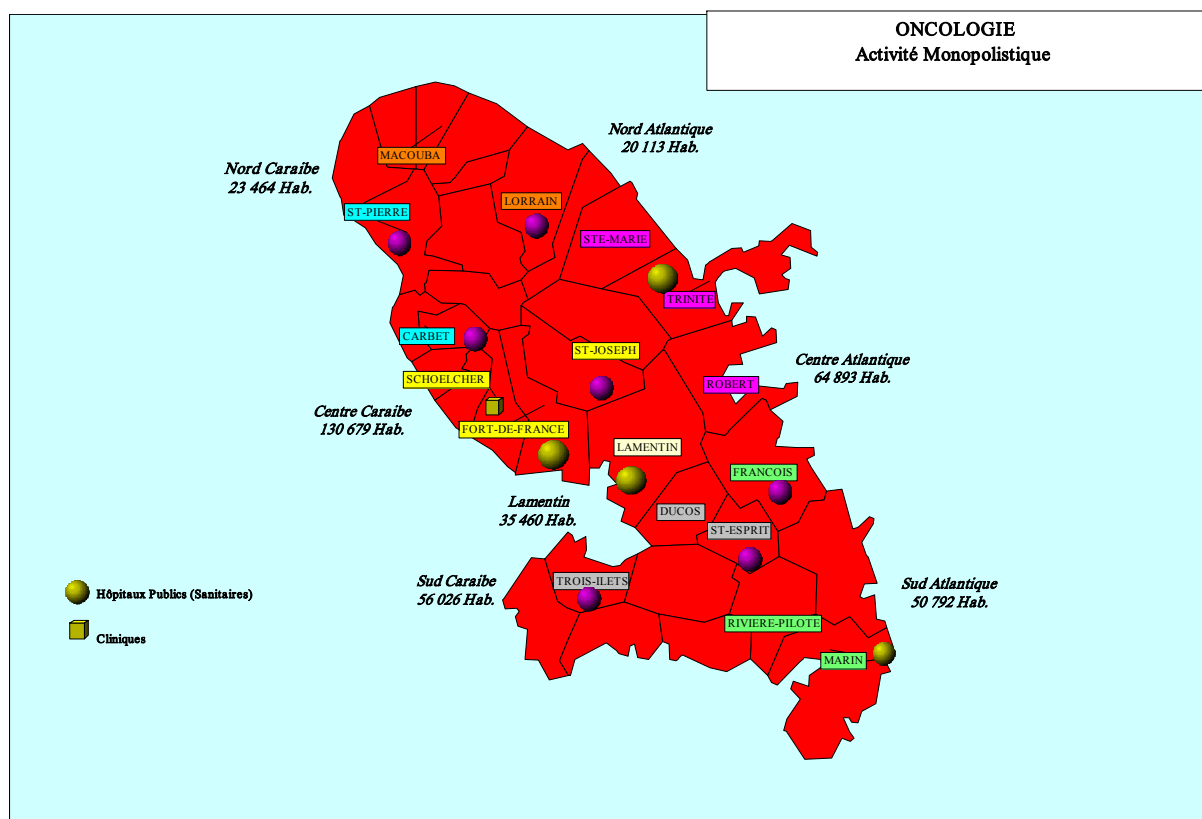 ONCOLOGIE
Activité Monopolistique
Nord Atlantique
20 113 Hab.
MACOUBA
Nord Caraibe
23 464 Hab.
LORRAIN
ST-PIERRE
STE-MARIE
TRINITE
CARBET
ST-JOSEPH
Centre Atlantique
64 893 Hab.
SCHOELCHER
ROBERT
Centre Caraibe
130 679 Hab.
FORT-DE-FRANCE
LAMENTIN
FRANCOIS
Lamentin
35 460 Hab.
DUCOS
ST-ESPRIT
Sud Caraibe
56 026 Hab.
TROIS-ILETS
Sud Atlantique
50 792 Hab.
Hôpitaux Publics (Sanitaires)
RIVIERE-PILOTE
Cliniques
MARIN